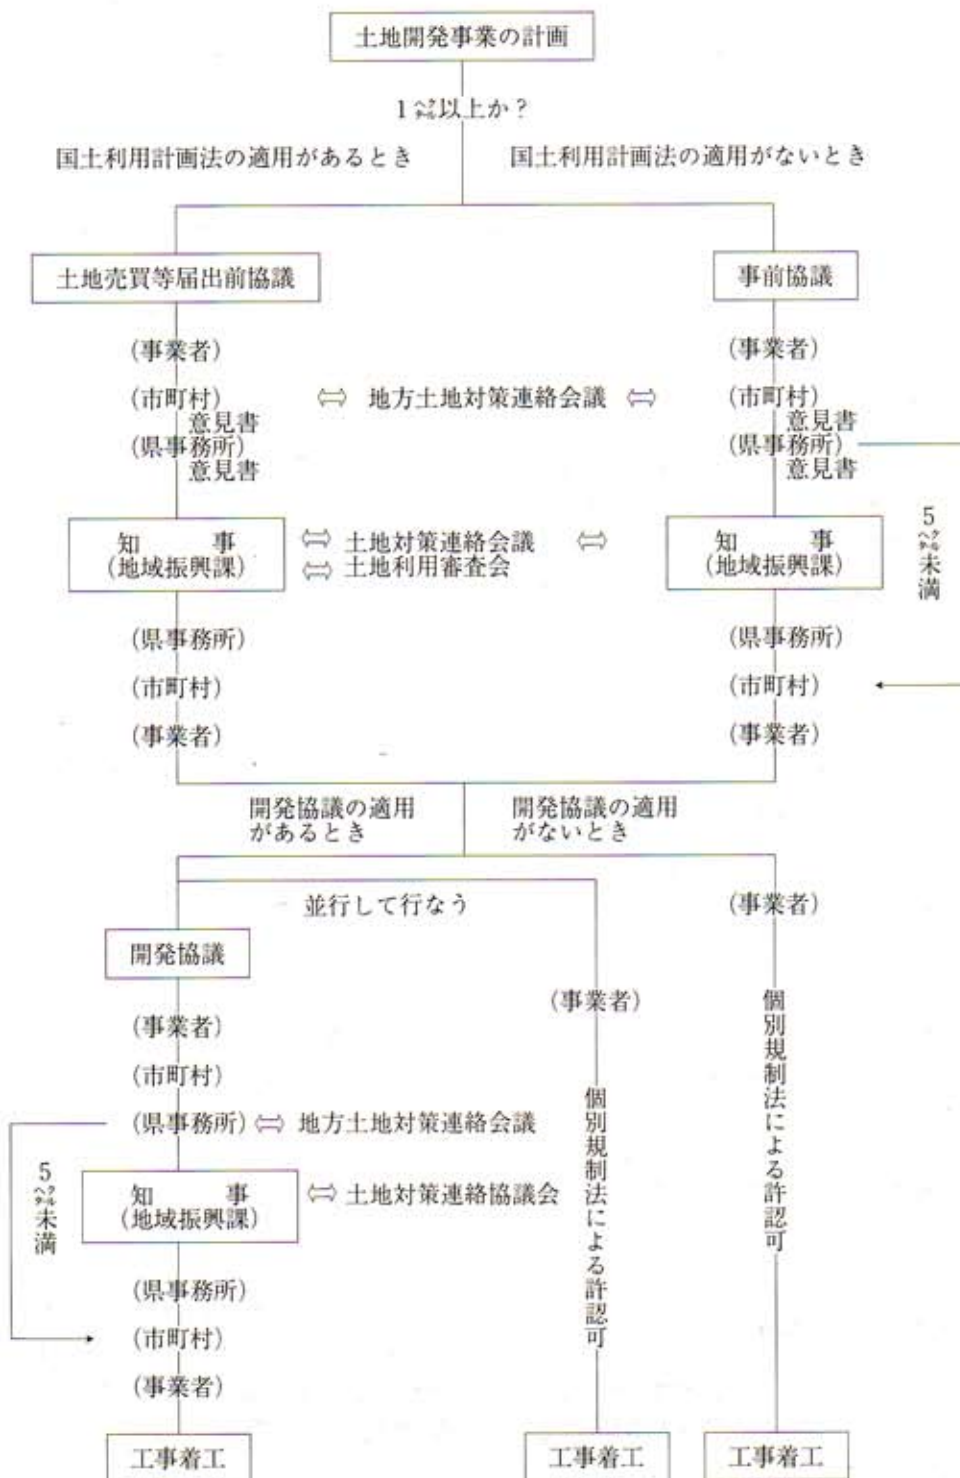 土地開発事業の計画
1ヘクタール以上か？
国土利用計画法の適用があるとき
国土利用計画法の適用がないとき
土地売買等届出前協議
事前協議
(事業者)
(事業者)
(市町村)
⇔ 地方土地対策連絡会議 ⇔
(市町村)
意見書
意見書
(県事務所)
(県事務所)
意見書
意見書
知事
(地域振興課)
⇔ 土地対策連絡会議 ⇔
⇔ 土地利用審査会
知事
(地域振興課)
5ヘクタール未満
(県事務所)
(県事務所)
(市町村)
(市町村)
(事業者)
(事業者)
開発協議の適用
があるとき
開発協議の適用
がないとき
並行して行なう
(事業者)
開発協議
(事業者)
個別規制法による許認可
(事業者)
(市町村)
個別規制法による許認可
(県事務所) ⇔ 地方土地対策連絡会議
5ヘクタール未満
知事
(地域振興課)
⇔ 土地対策連絡協議会
(県事務所)
(市町村)
(事業者)
工事着工
工事着工
工事着工